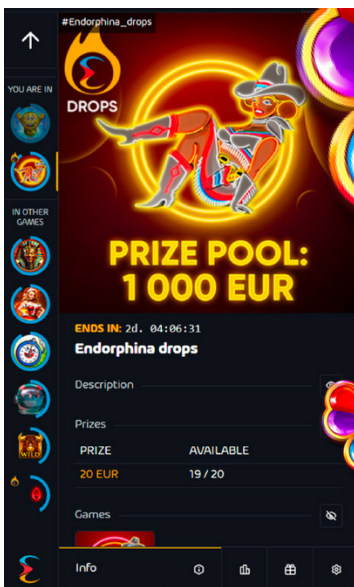 #Endorphina_drops
YOU ARE IN
DROPS
IN OTHER
GAMES
WILD
PRIZE POOL:
1 000 EUR
ENDS IN: 2d. 04:06:31
Endorphina drops
Description
Prizes
PRIZE AVAILABLE
20 EUR 19 / 20
Games
Info